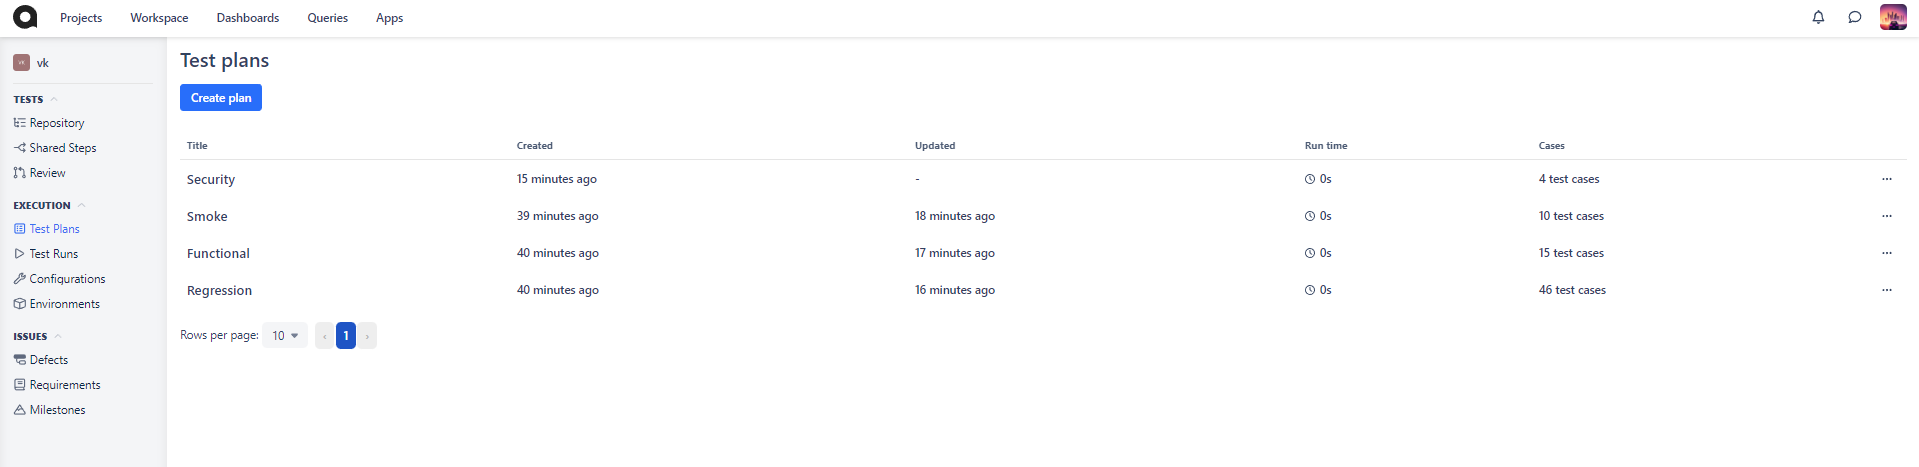 Projects Workspace Dashboards Queries Apps
vk
TESTS
Repository
Shared Steps
Review
EXECUTION
Test Plans
Test Runs
Configurations
Environments
ISSUES
Defects
Requirements
Milestones
Test plans
Create plan
Title Created Updated Run time Cases
Security 15 minutes ago - 0s 4 test cases ...
Smoke 39 minutes ago 18 minutes ago 0s 10 test cases ...
Functional 40 minutes ago 17 minutes ago 0s 15 test cases ...
Regression 40 minutes ago 16 minutes ago 0s 46 test cases ...
Rows per page: 10 ‹ 1 ›